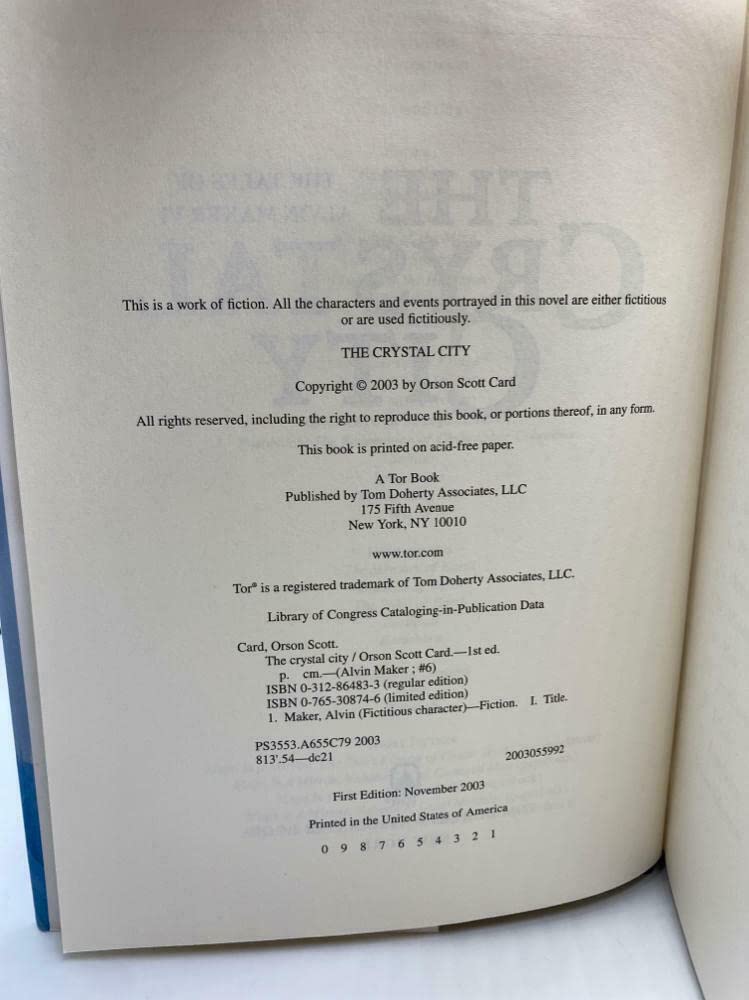 This is a work of fiction. All the characters and events portrayed in this novel are either fictitious
or are used fictitiously.
THE CRYSTAL CITY
Copyright © 2003 by Orson Scott Card
All rights reserved, including the right to reproduce this book, or portions thereof, in any form.
This book is printed on acid-free paper.
A Tor Book
Published by Tom Doherty Associates, LLC
175 Fifth Avenue
New York, NY 10010
www.tor.com
Tor® is a registered trademark of Tom Doherty Associates, LLC.
Library of Congress Cataloging-in-Publication Data
Card, Orson Scott.
The crystal city / Orson Scott Card.—1st ed.
p. cm.—(Alvin Maker ; #6)
ISBN 0-312-86483-3 (regular edition)
ISBN 0-765-30874-6 (limited edition)
1. Maker, Alvin (Fictitious character)—Fiction. I. Title.
PS3553.A655C79 2003
813'.54—dc21 2003055992
First Edition: November 2003
Printed in the United States of America
0 9 8 7 6 5 4 3 2 1